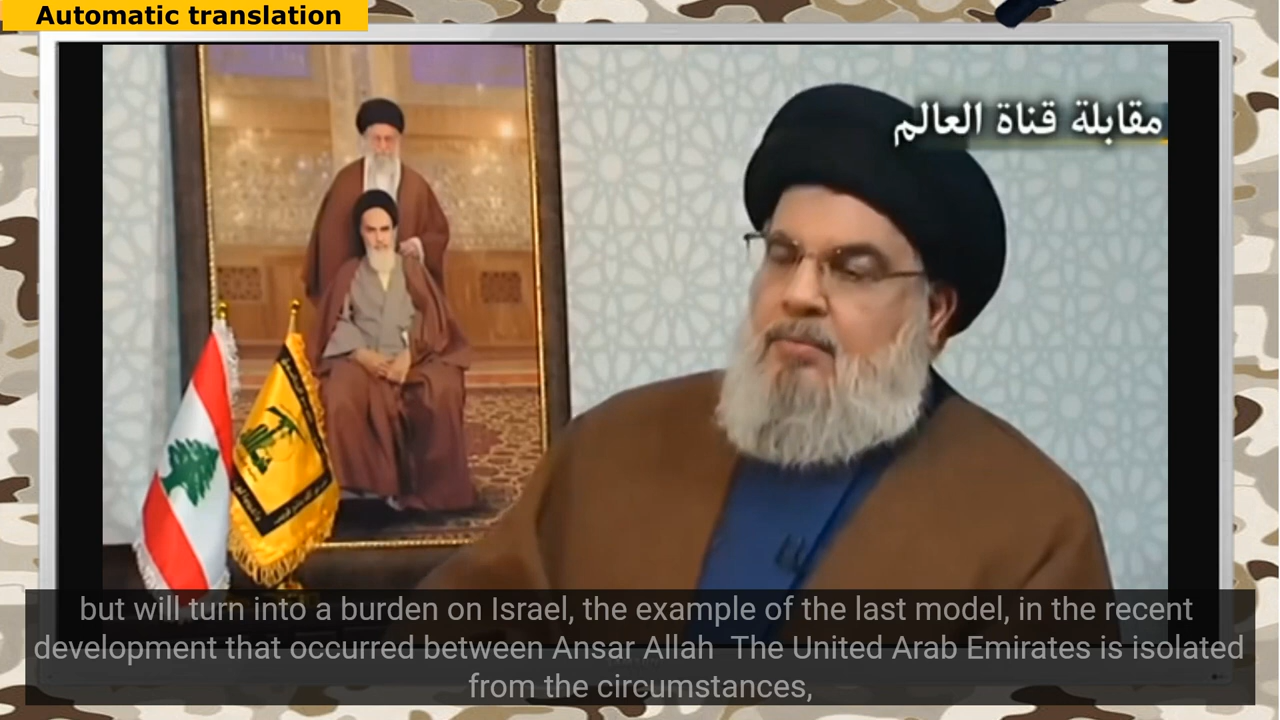 Automatic translation
مقابلة قناة العالم
but will turn into a burden on Israel, the example of the last model, in the recent
development that occurred between Ansar Allah  The United Arab Emirates is isolated
from the circumstances,